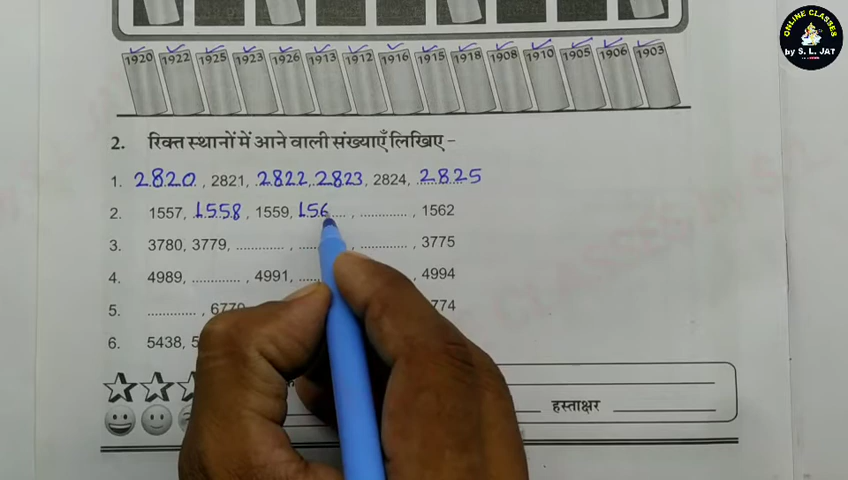 ONLINE CLASSES
by S. L. JAT
1920 1922 1925 1923 1926 1913 1912 1916 1915 1918 1908 1910 1905 1906 1903
2. रिक्त स्थानों में आने वाली संख्याएँ लिखिए –
1. 2820 , 2821, 2822, 2823, 2824, 2825
2. 1557, 1558 , 1559, 156...... , ............ , 1562
3. 3780, 3779, ............ , ...... , ............ , 3775
4. 4989, ............ , 4991, ...... , 4994
5. ............ ,
6. 5438,
हस्ताक्षर